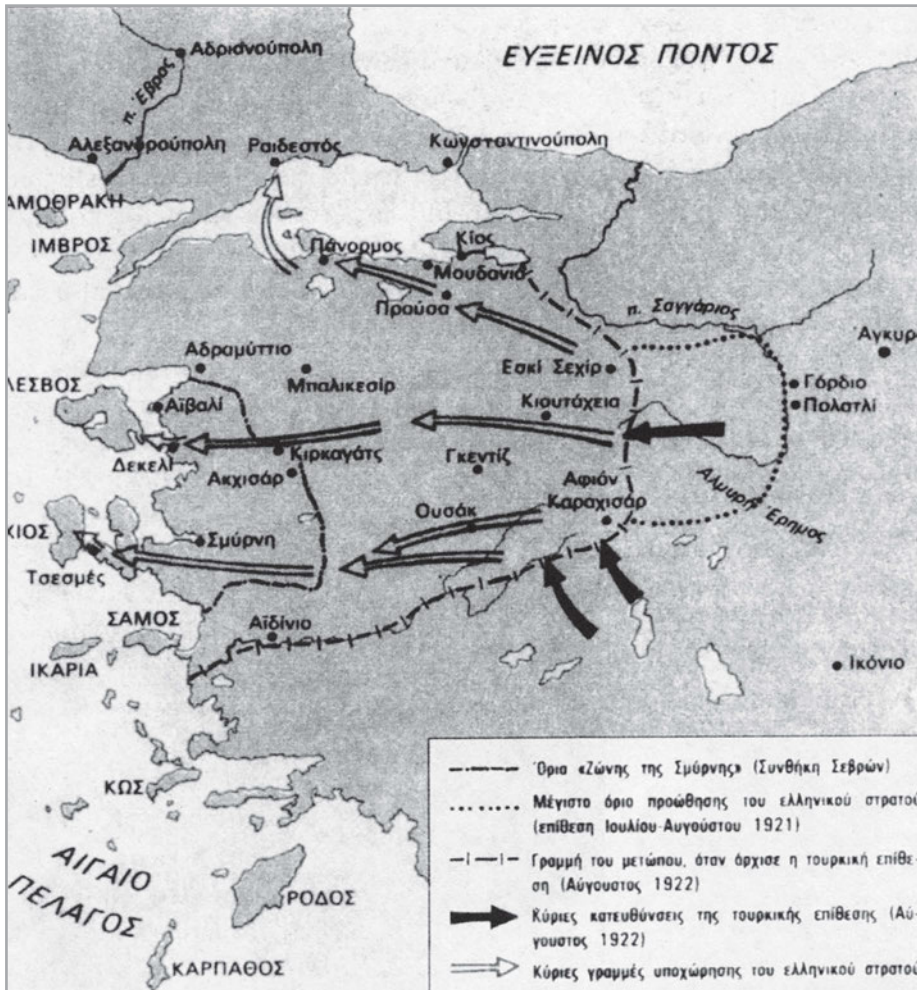 Αδριανούπολη
ΕΥΞΕΙΝΟΣ ΠΟΝΤΟΣ
π. Έβρος
Αλεξανδρούπολη
Ραιδεστός
Κωνσταντινούπολη
ΑΜΟΘΡΑΚΗ
ΙΜΒΡΟΣ
Πάνορμος
Κίος
Μουδανιά
Προύσα
π. Σαγγάριος
Άγκυρα
Αδραμύττιο
Μπαλικεσίρ
Εσκί Σεχίρ
Γόρδιο
Πολατλί
ΛΕΣΒΟΣ
Αϊβαλί
Κιουτάχεια
Δεκελί
Κιρκαγάτς
Ακχισάρ
Γκεντίζ
Αφιόν
Καραχισάρ
Αλμυρή Έρημος
Ουσάκ
ΧΙΟΣ
Σμύρνη
Τσεσμές
ΣΑΜΟΣ
Αϊδίνιο
ΙΚΑΡΙΑ
Ικόνιο
ΚΩΣ
ΑΙΓΑΙΟ
ΠΕΛΑΓΟΣ
ΡΟΔΟΣ
ΚΑΡΠΑΘΟΣ
Όρια «Ζώνης της Σμύρνης» (Συνθήκη Σεβρών)
Μέγιστο όριο προώθησης του ελληνικού στρατού
(επίθεση Ιουλίου-Αυγούστου 1921)
Γραμμή του μετώπου, όταν άρχισε η τουρκική επίθε-
ση (Αύγουστος 1922)
Κύριες κατευθύνσεις της τουρκικής επίθεσης (Αύ-
γουστος 1922)
Κύριες γραμμές υποχώρησης του ελληνικού στρατού